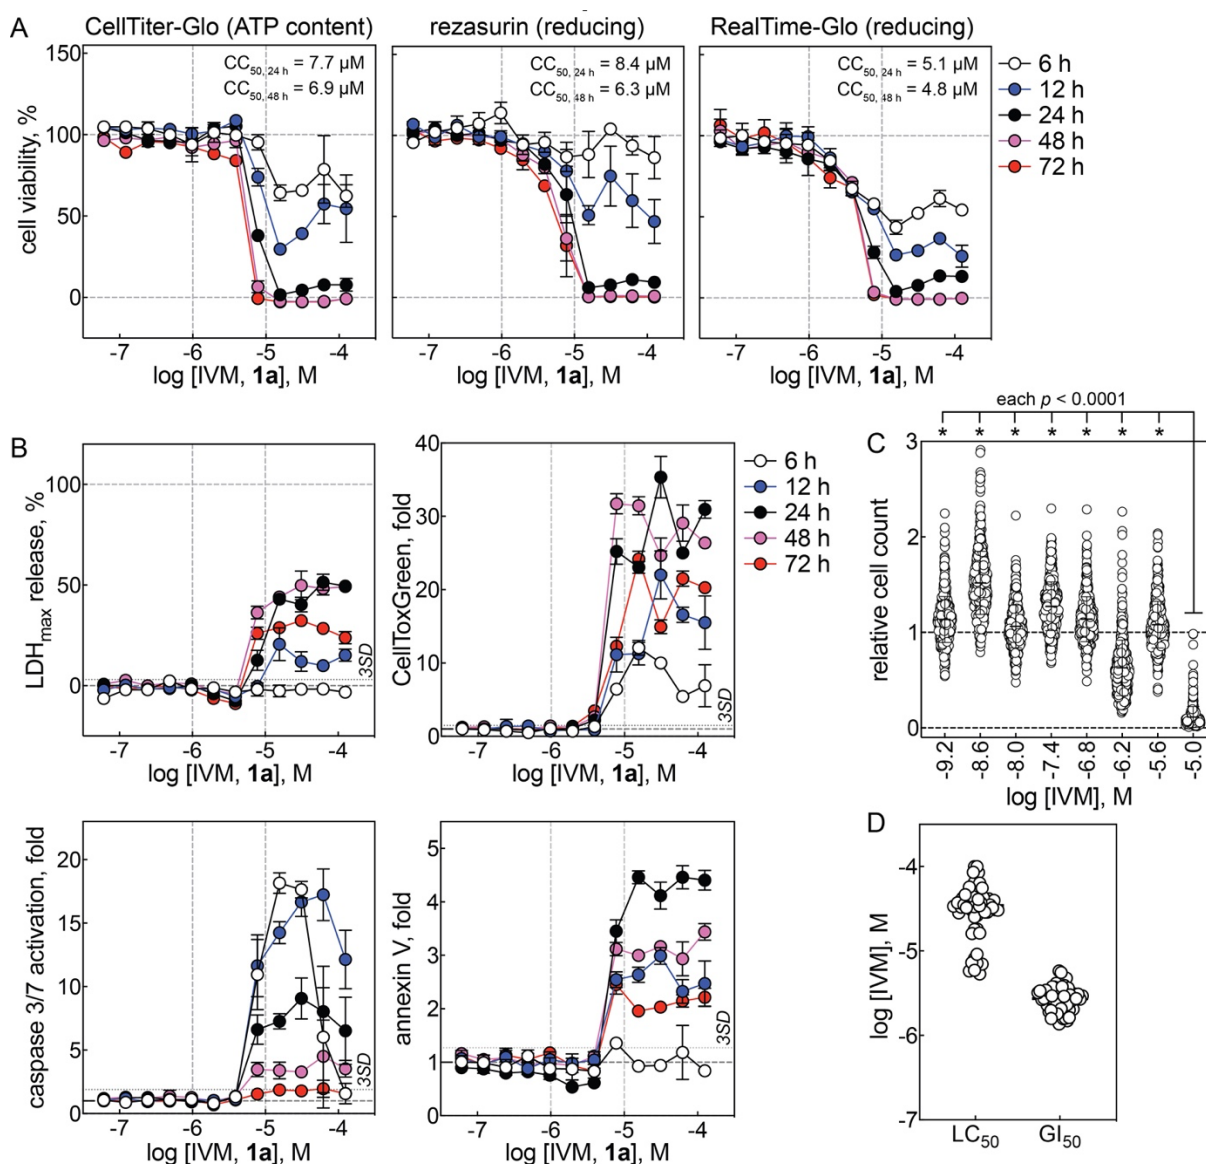 A
CellTiter-Glo (ATP content)
rezasurin (reducing)
RealTime-Glo (reducing)
150
100
50
0
cell viability, %
CC50, 24 h = 7.7 µM
CC50, 48 h = 6.9 µM
CC50, 24 h = 8.4 µM
CC50, 48 h = 6.3 µM
CC50, 24 h = 5.1 µM
CC50, 48 h = 4.8 µM
6 h
12 h
24 h
48 h
72 h
-7 -6 -5 -4
log [IVM, 1a], M
-7 -6 -5 -4
log [IVM, 1a], M
-7 -6 -5 -4
log [IVM, 1a], M
B
100
50
0
LDHmax release, %
3SD
-7 -6 -5 -4
log [IVM, 1a], M
40
30
20
10
0
CellToxGreen, fold
3SD
-7 -6 -5 -4
log [IVM, 1a], M
6 h
12 h
24 h
48 h
72 h
each p < 0.0001
* * * * * * *
C
3
2
1
0
relative cell count
-9.2 -8.6 -8.0 -7.4 -6.8 -6.2 -5.6 -5.0
log [IVM], M
20
15
10
5
0
caspase 3/7 activation, fold
3SD
-7 -6 -5 -4
log [IVM, 1a], M
5
4
3
2
1
0
annexin V, fold
3SD
-7 -6 -5 -4
log [IVM, 1a], M
D
-4
-5
-6
-7
log [IVM], M
LC50 GI50